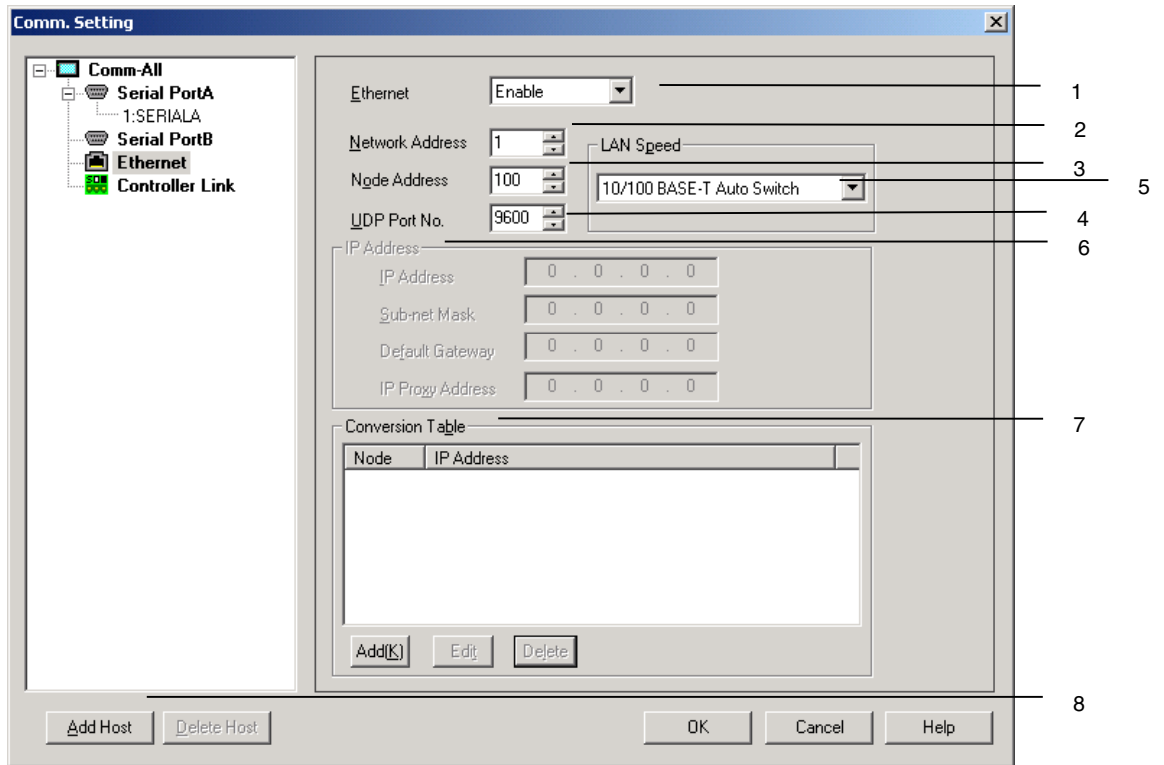 Comm. Setting
Comm-All
Serial PortA
1:SERIALA
Serial PortB
Ethernet
Controller Link
Ethernet
Enable
1
Network Address
1
2
LAN Speed
Node Address
100
3
10/100 BASE-T Auto Switch
5
UDP Port No.
9600
4
IP Address
6
IP Address
0 . 0 . 0 . 0
Sub-net Mask
0 . 0 . 0 . 0
Default Gateway
0 . 0 . 0 . 0
IP Proxy Address
0 . 0 . 0 . 0
Conversion Table
7
Node
IP Address
Add(K)
Edit
Delete
8
Add Host
Delete Host
OK
Cancel
Help